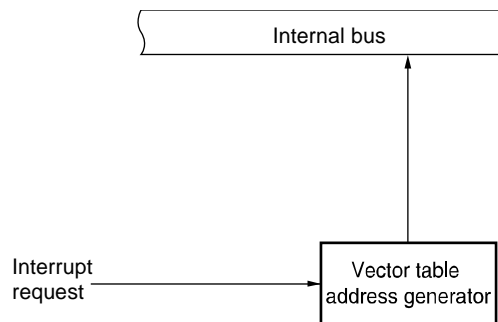 Internal bus
Interrupt
request
Vector table
address generator